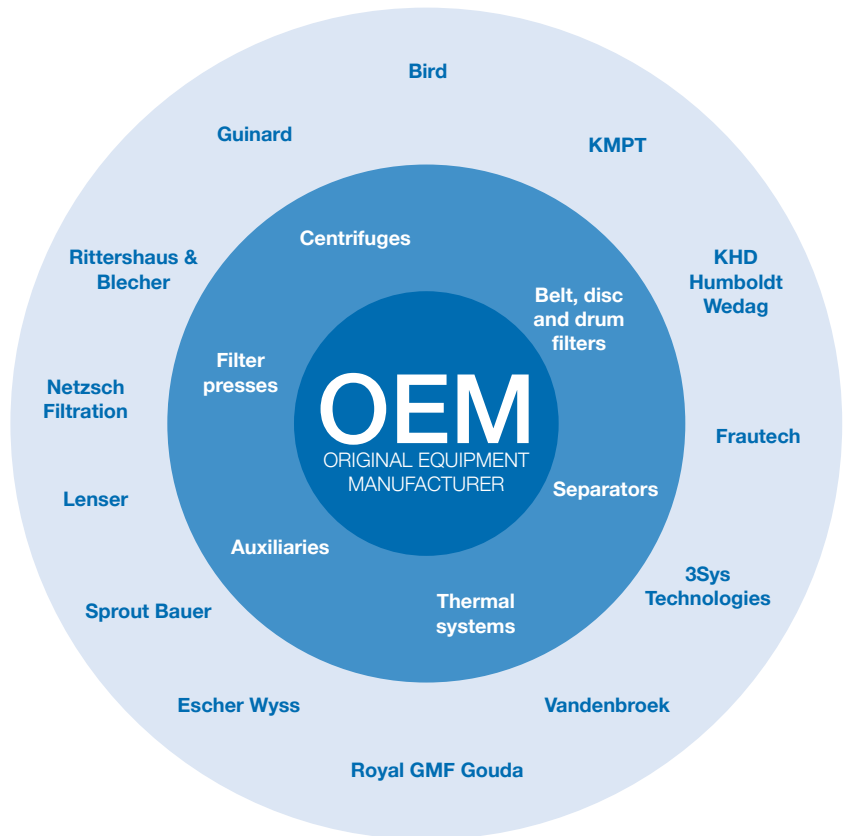 Bird
Guinard
KMPT
Centrifuges
Rittershaus &
Blecher
KHD
Humboldt
Wedag
Belt, disc
and drum
filters
Filter
presses
Netzsch
Filtration
OEM
ORIGINAL EQUIPMENT
MANUFACTURER
Frautech
Separators
Lenser
Auxiliaries
3Sys
Technologies
Sprout Bauer
Thermal
systems
Escher Wyss
Vandenbroek
Royal GMF Gouda